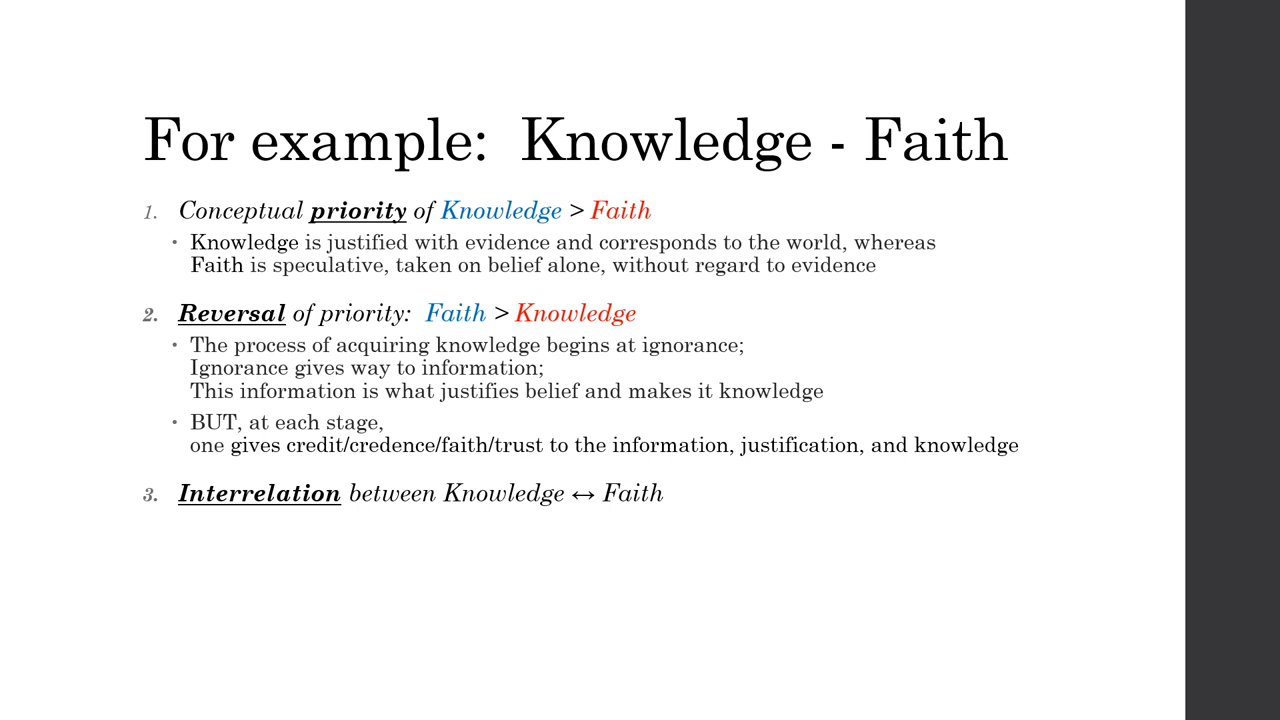 For example:  Knowledge - Faith
1. Conceptual priority of Knowledge > Faith
• Knowledge is justified with evidence and corresponds to the world, whereas
Faith is speculative, taken on belief alone, without regard to evidence
2. Reversal of priority:  Faith > Knowledge
• The process of acquiring knowledge begins at ignorance;
Ignorance gives way to information;
This information is what justifies belief and makes it knowledge
• BUT, at each stage,
one gives credit/credence/faith/trust to the information, justification, and knowledge
3. Interrelation between Knowledge ↔ Faith